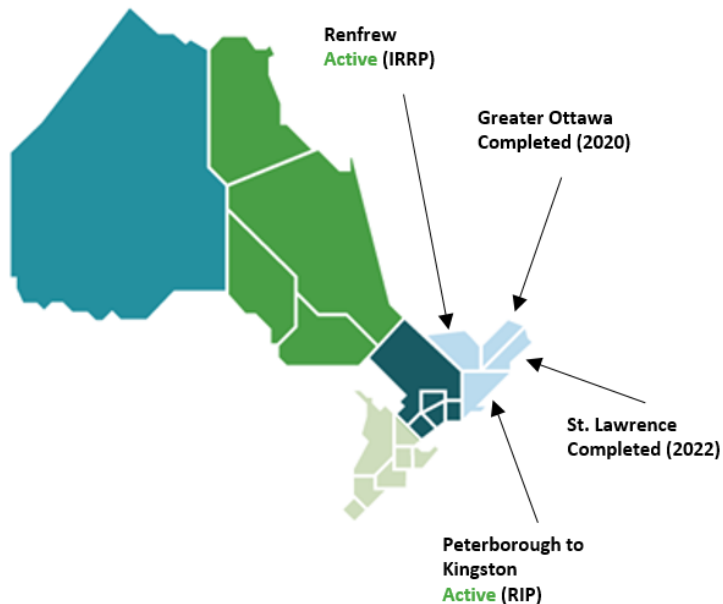 Renfrew
Active (IRRP)
Greater Ottawa
Completed (2020)
St. Lawrence
Completed (2022)
Peterborough to
Kingston
Active (RIP)